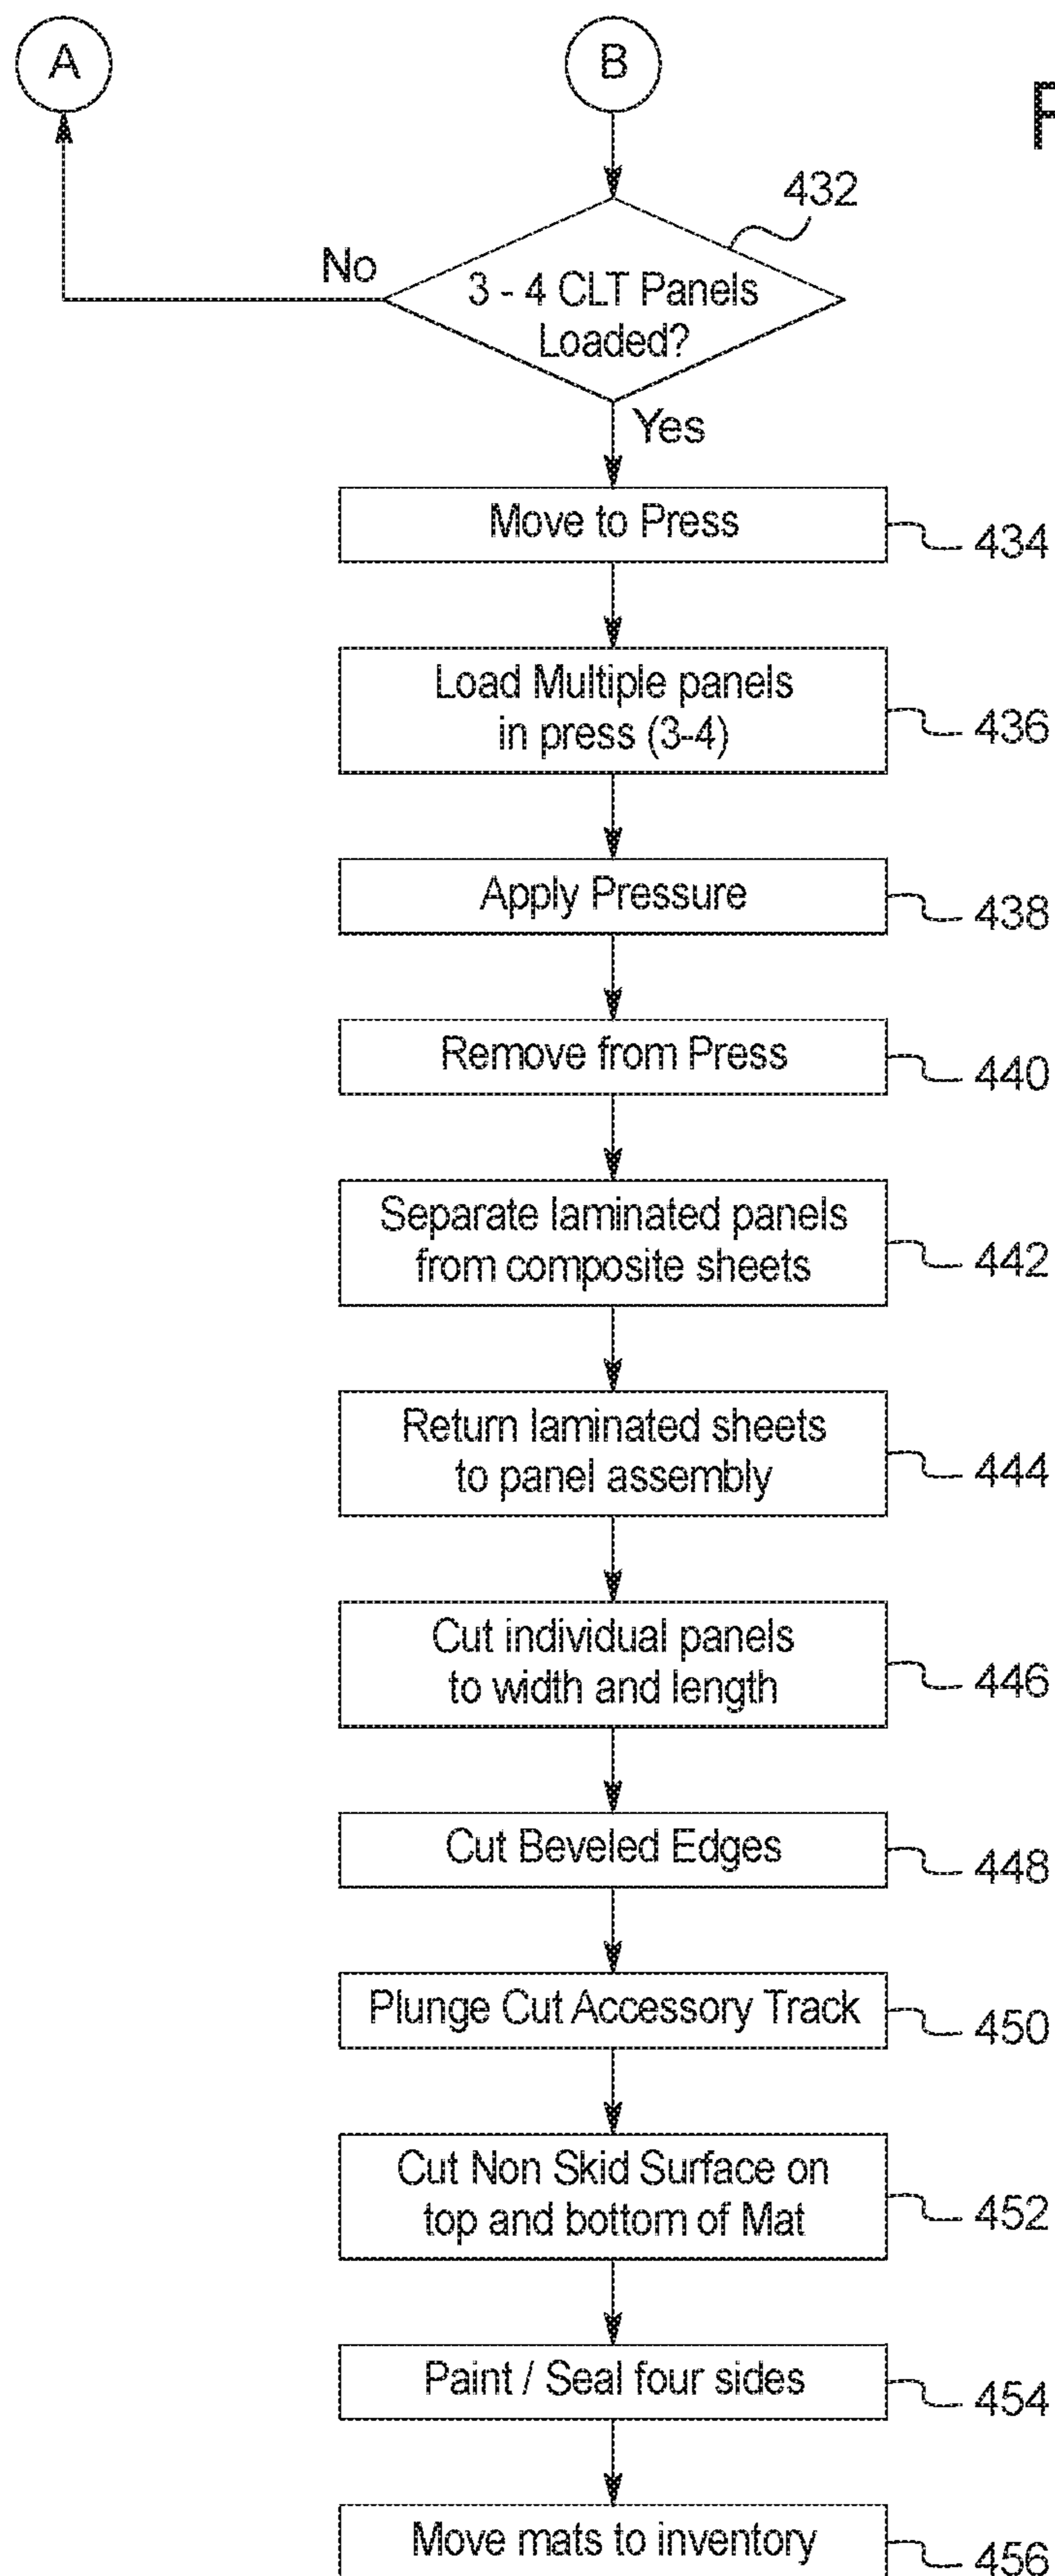 A
B
F
432
No
3 - 4 CLT Panels
Loaded?
Yes
Move to Press
434
Load Multiple panels
in press (3-4)
436
Apply Pressure
438
Remove from Press
440
Separate laminated panels
from composite sheets
442
Return laminated sheets
to panel assembly
444
Cut individual panels
to width and length
446
Cut Beveled Edges
448
Plunge Cut Accessory Track
450
Cut Non Skid Surface on
top and bottom of Mat
452
Paint / Seal four sides
454
Move mats to inventory
456